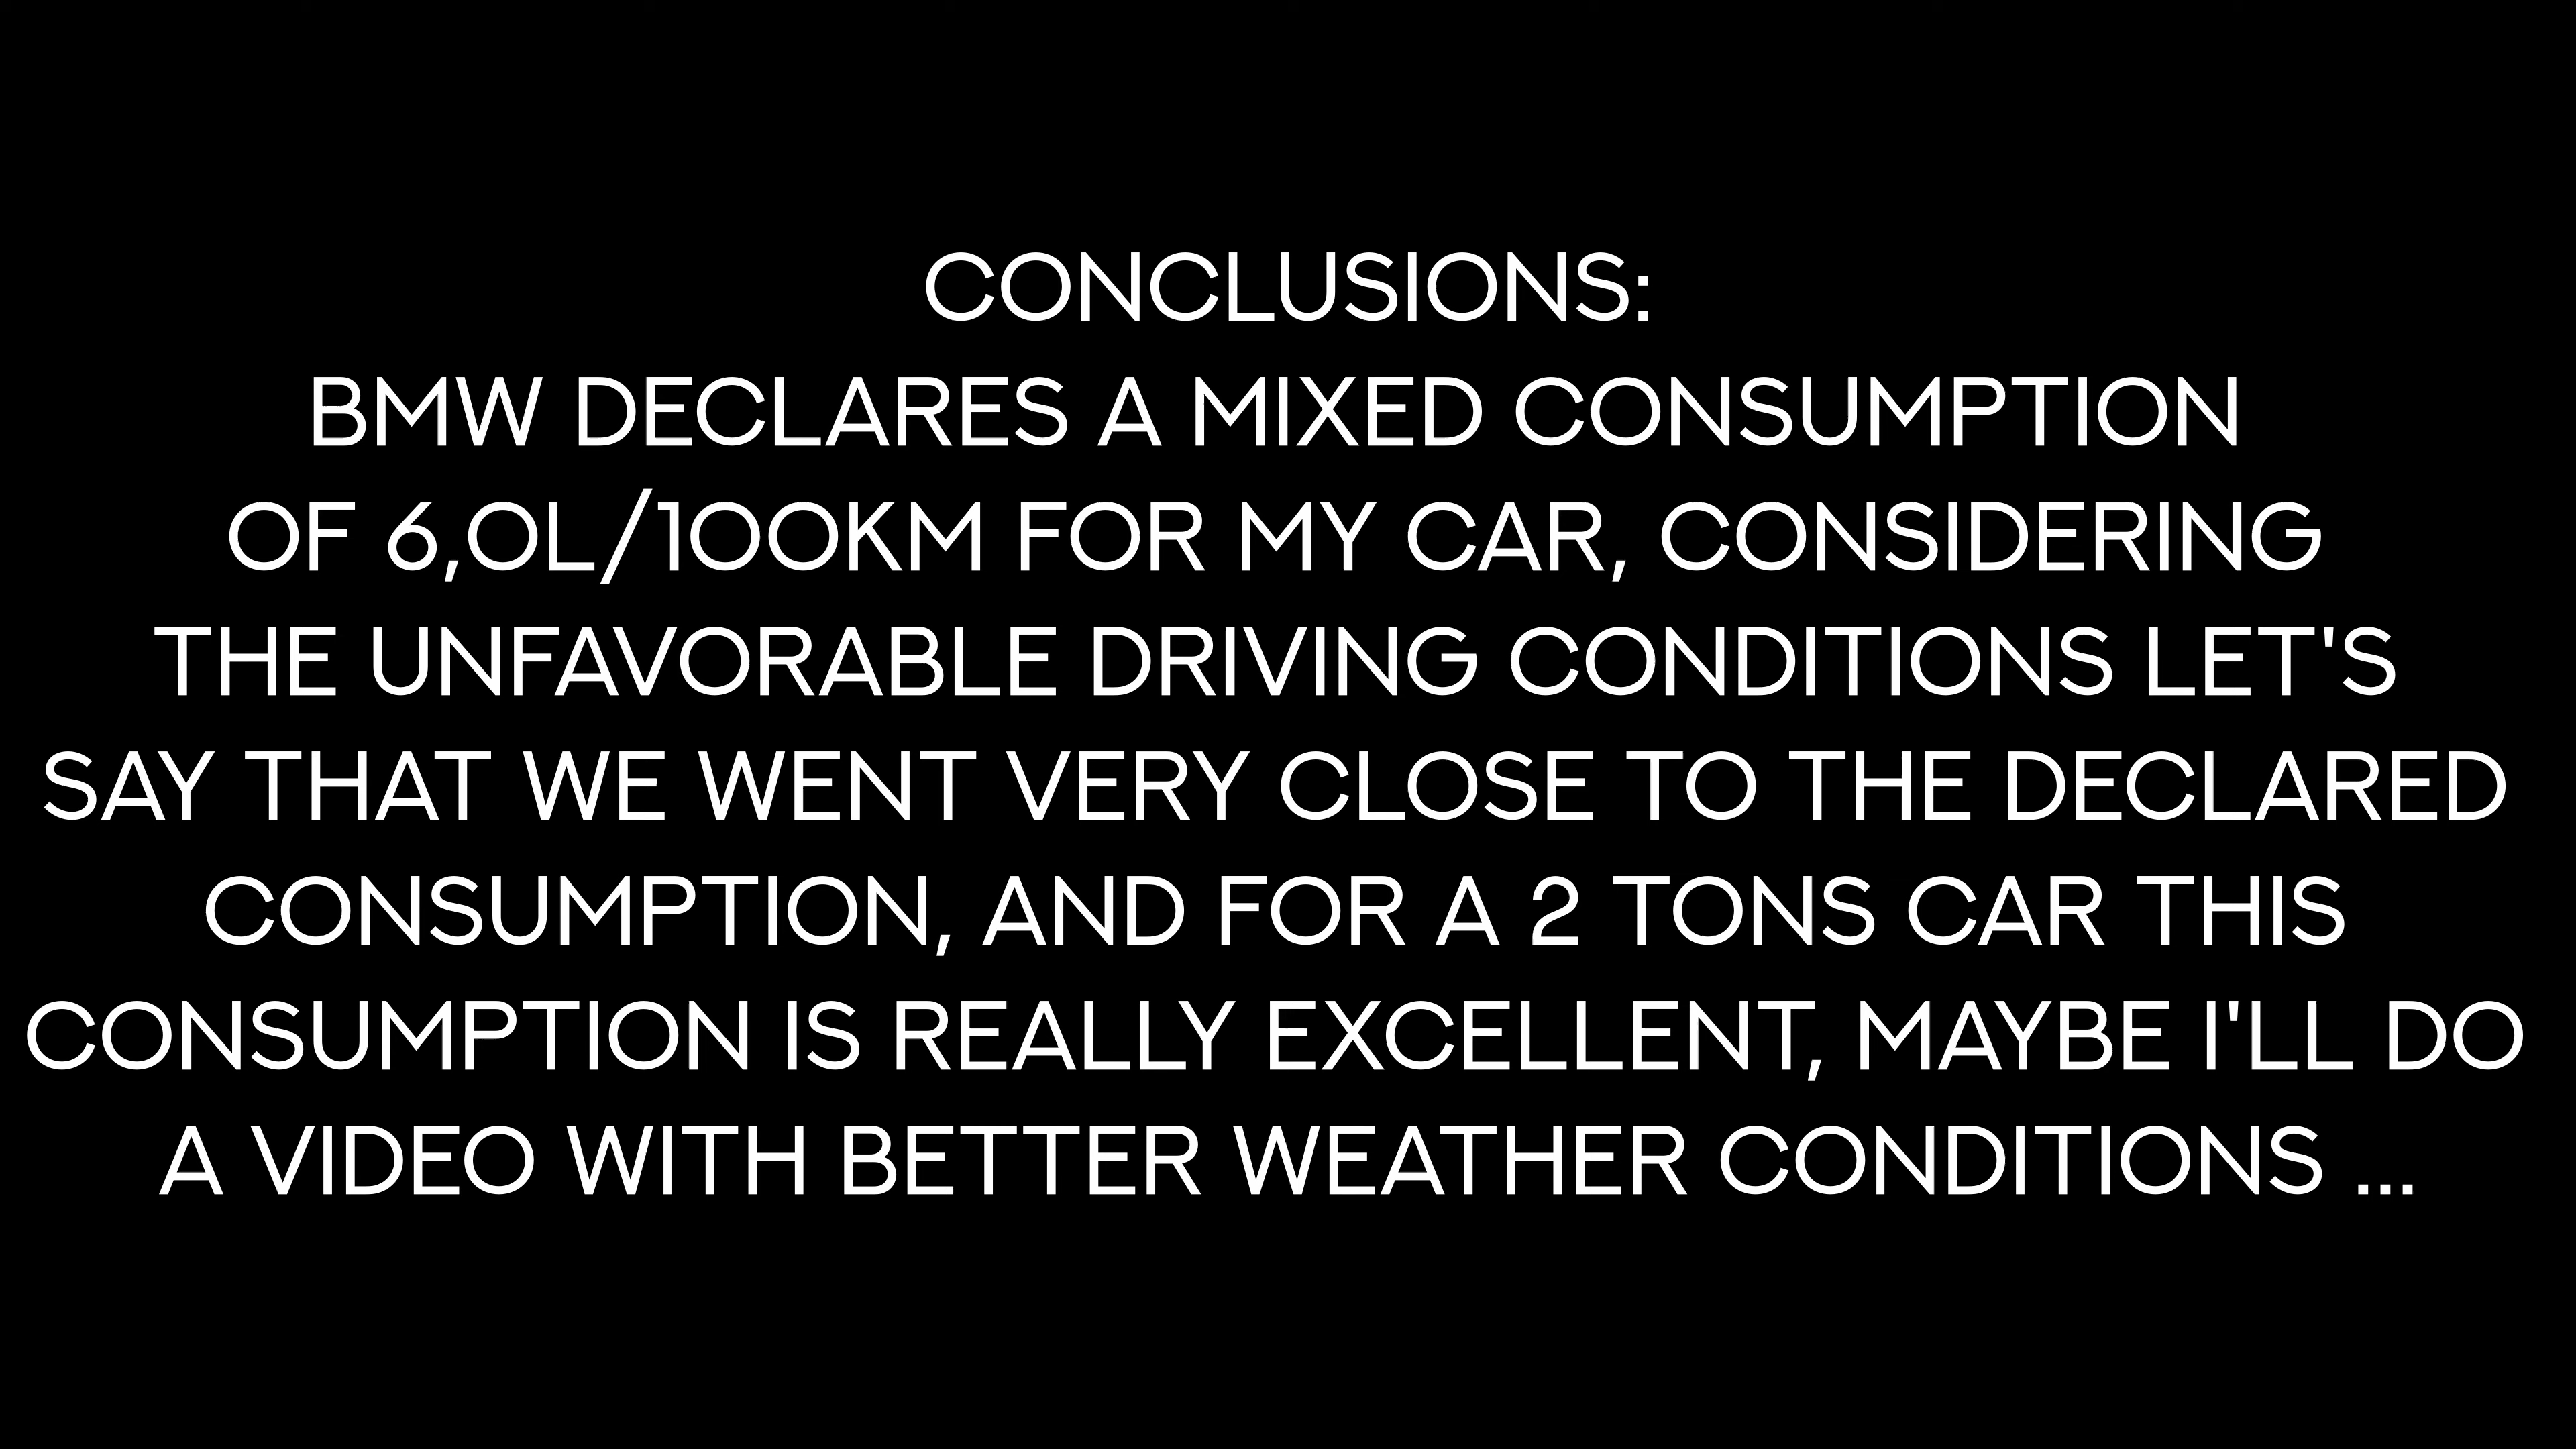 CONCLUSIONS:
BMW DECLARES A MIXED CONSUMPTION
OF 6,0L/100KM FOR MY CAR, CONSIDERING
THE UNFAVORABLE DRIVING CONDITIONS LET'S
SAY THAT WE WENT VERY CLOSE TO THE DECLARED
CONSUMPTION, AND FOR A 2 TONS CAR THIS
CONSUMPTION IS REALLY EXCELLENT, MAYBE I'LL DO
A VIDEO WITH BETTER WEATHER CONDITIONS ...